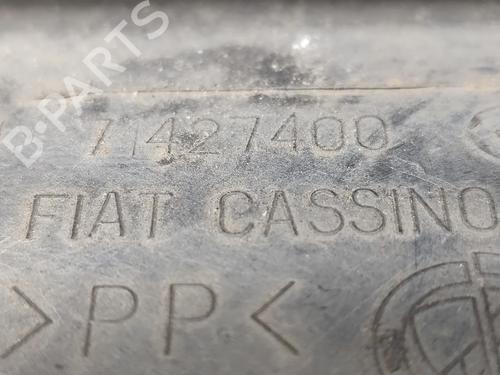 B-PARTS
71427400
FIAT CASSINO
>PP<